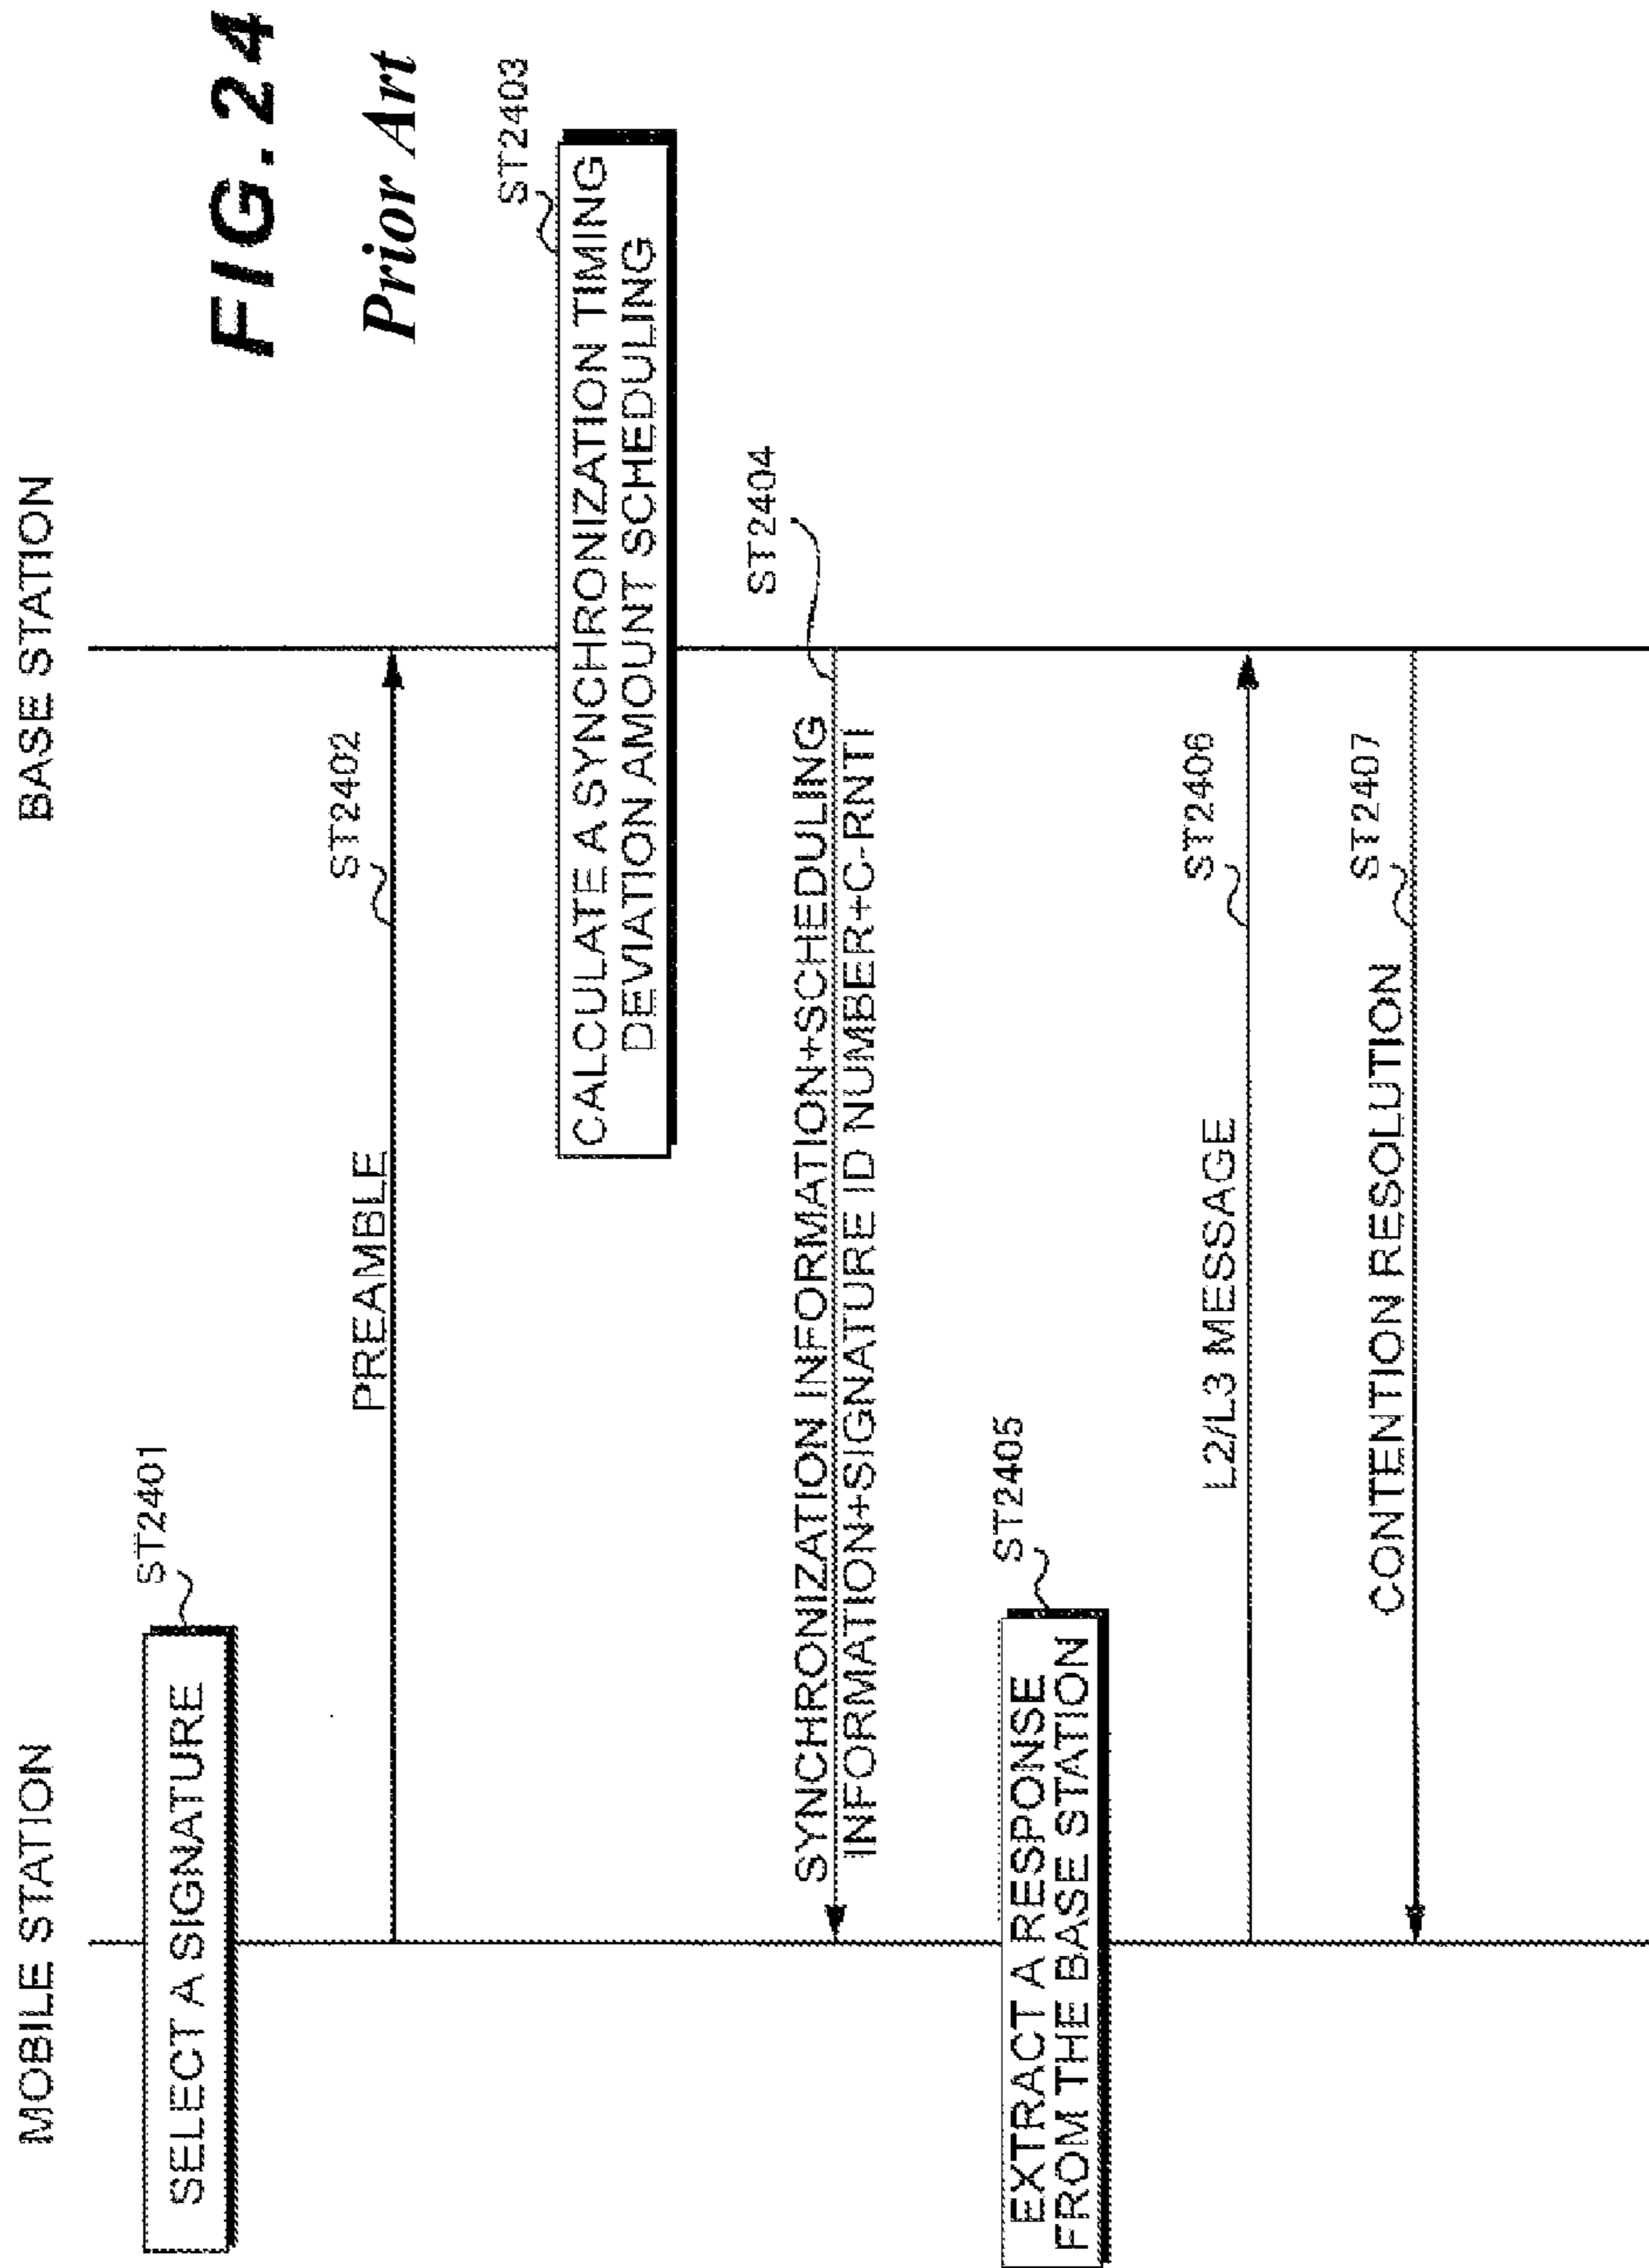 FIG. 24
Prior Art
MOBILE STATION
BASE STATION
ST2401
SELECT A SIGNATURE
ST2402
PREAMBLE
ST2403
CALCULATE A SYNCHRONIZATION TIMING
DEVIATION AMOUNT SCHEDULING
ST2404
SYNCHRONIZATION INFORMATION+SCHEDULING
INFORMATION+SIGNATURE ID NUMBER+C-RNTI
ST2405
EXTRACT A RESPONSE
FROM THE BASE STATION
ST2406
L2/L3 MESSAGE
ST2407
CONTENTION RESOLUTION